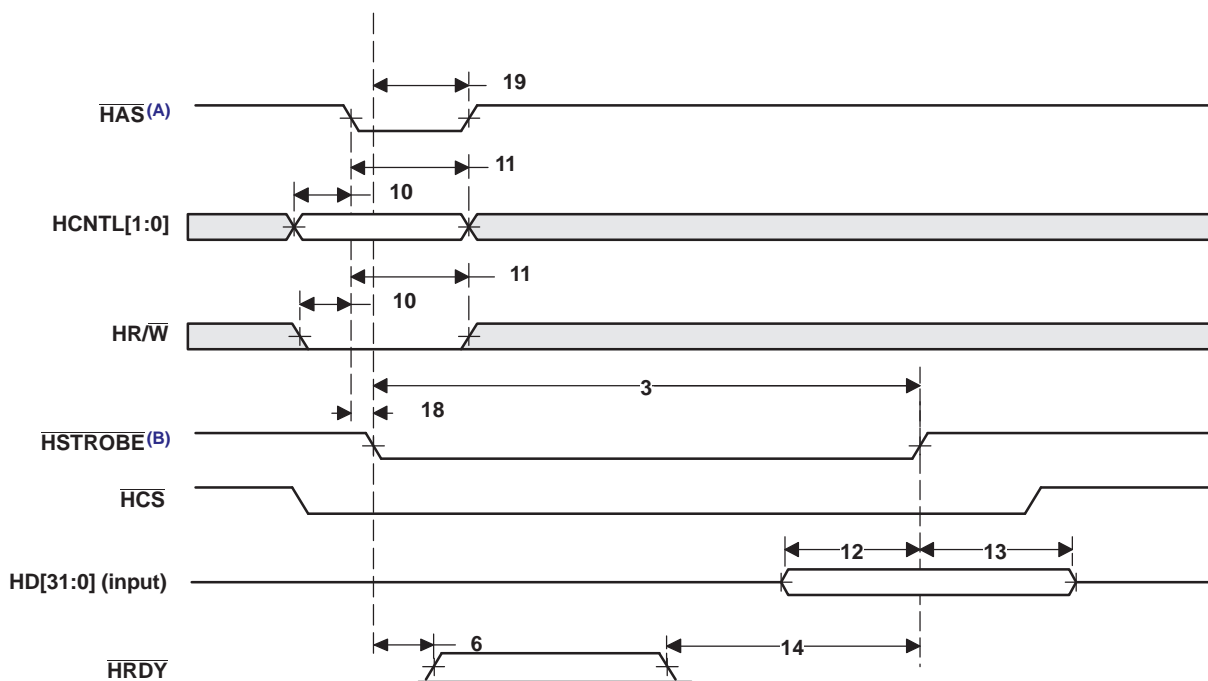 19
HAS(A)
11
10
HCNTL[1:0]
11
10
HR/W
3
18
HSTROBE(B)
HCS
12
13
HD[31:0] (input)
6
14
HRDY